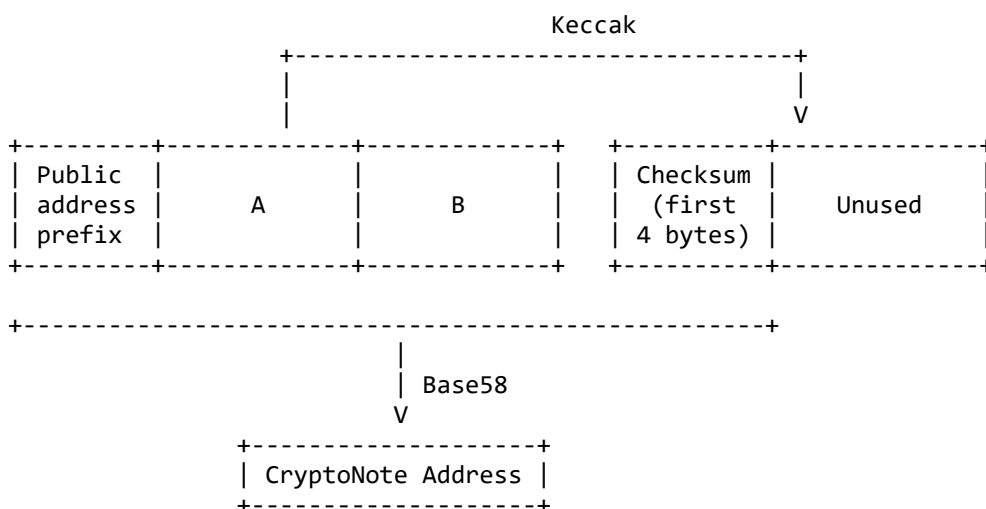 Keccak
Public address prefix
A
B
Checksum (first 4 bytes)
Unused
Base58
CryptoNote Address